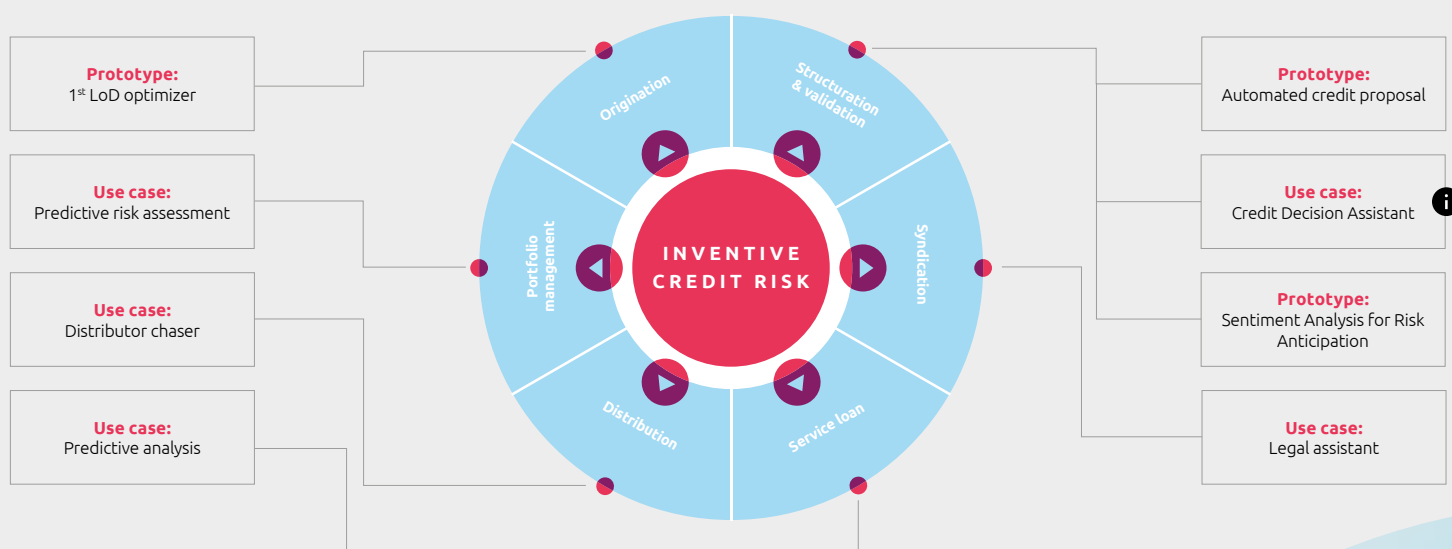 Prototype:
1st LoD optimizer
Use case:
Predictive risk assessment
Use case:
Distributor chaser
Use case:
Predictive analysis
Origination
Structuration
& validation
Portfolio
management
INVENTIVE
CREDIT RISK
Syndication
Distribution
Service loan
Prototype:
Automated credit proposal
Use case:
Credit Decision Assistant
i
Prototype:
Sentiment Analysis for Risk
Anticipation
Use case:
Legal assistant